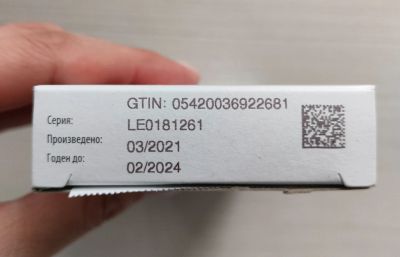 GTIN: 05420036922681
Серия: LE0181261
Произведено: 03/2021
Годен до: 02/2024